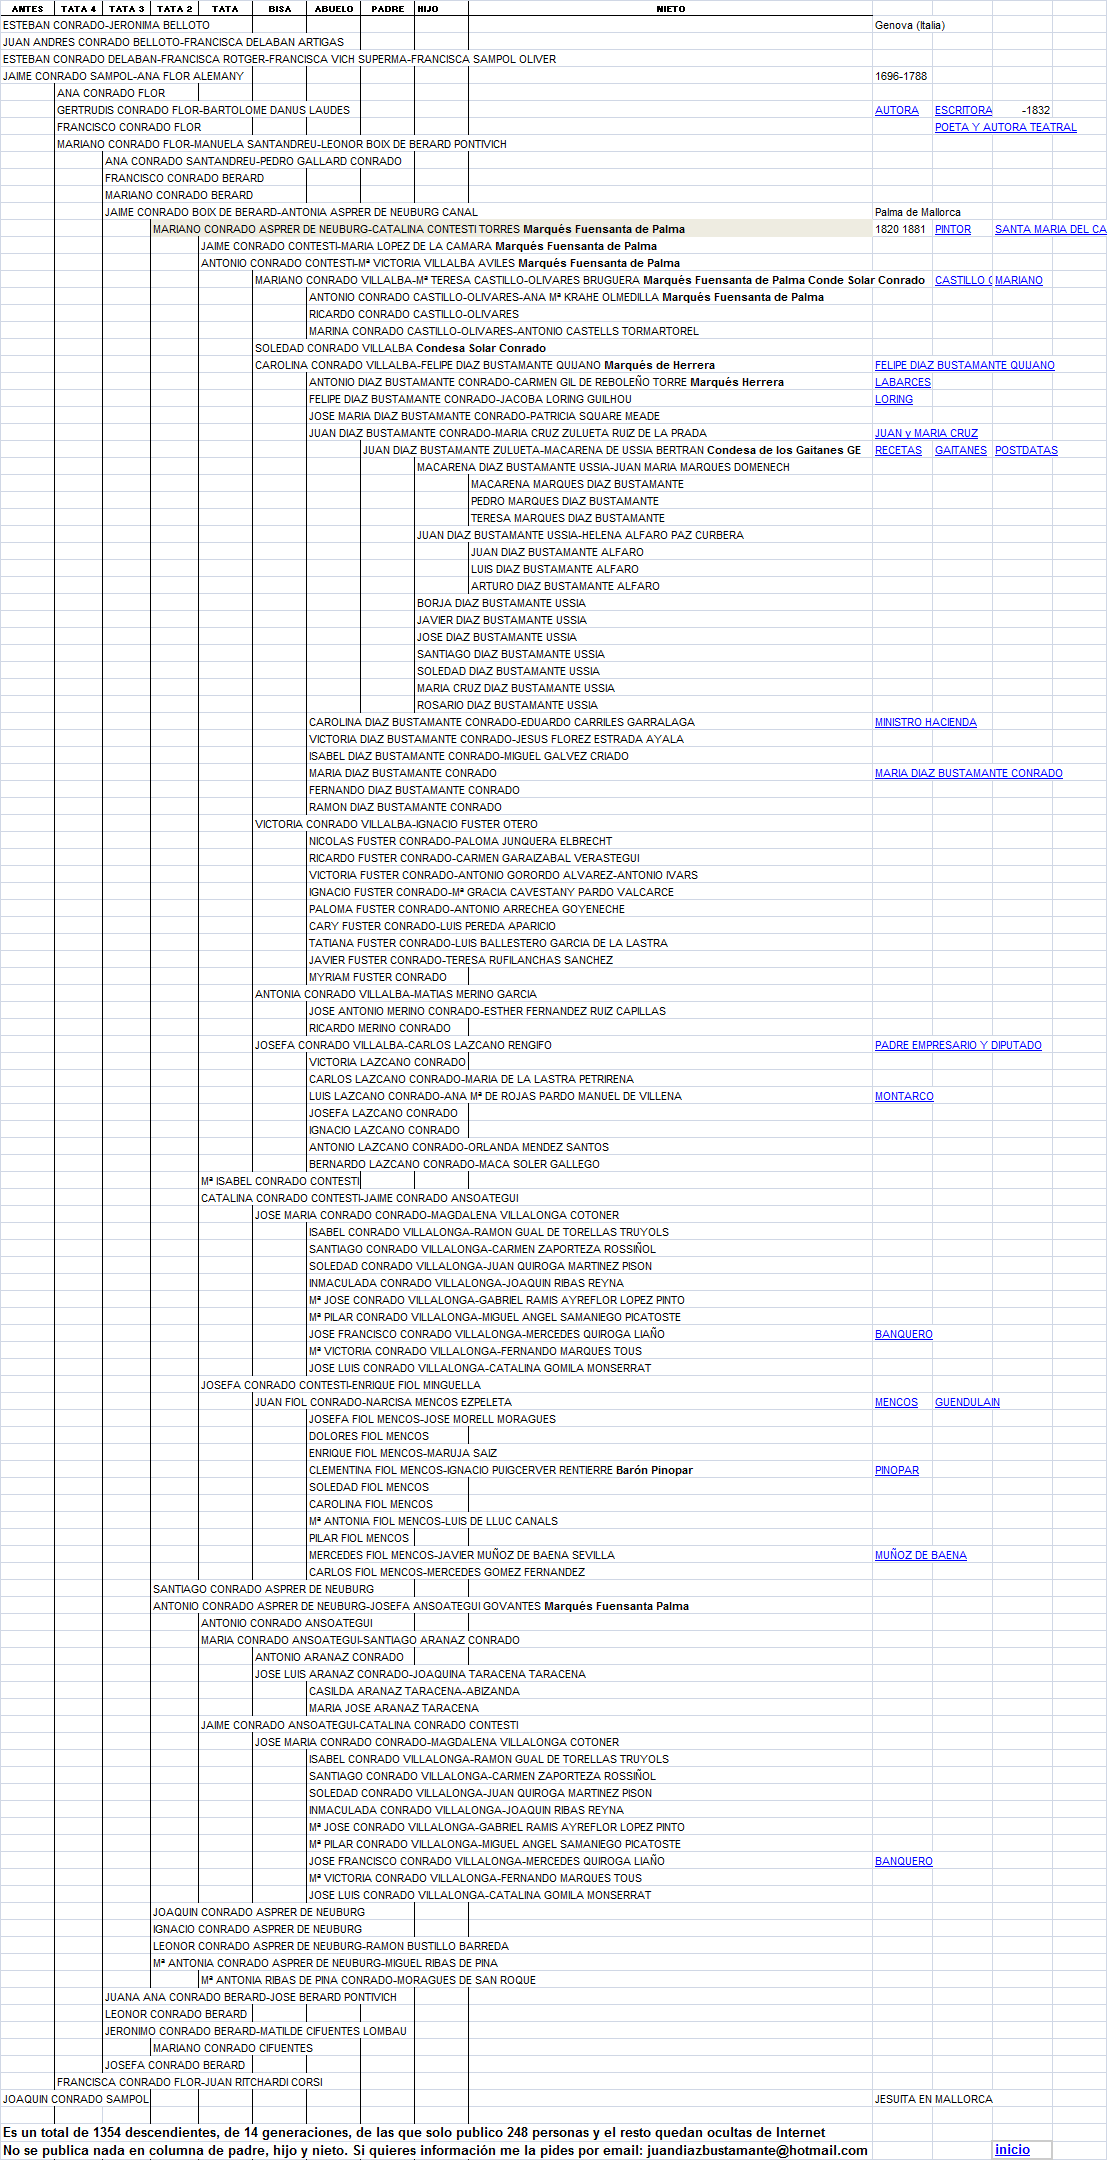 ANTES TATA 4 TATA 3 TATA 2 TATA BISA ABUELO PADRE HIJO NIETO
ESTEBAN CONRADO-JERONIMA BELLOTO Genova (Italia)
JUAN ANDRES CONRADO BELLOTO-FRANCISCA DELABAN ARTIGAS
ESTEBAN CONRADO DELABAN-FRANCISCA ROTGER-FRANCISCA VICH SUPERMA-FRANCISCA SAMPOL OLIVER
JAIME CONRADO SAMPOL-ANA FLOR ALEMANY 1696-1788
ANA CONRADO FLOR
GERTRUDIS CONRADO FLOR-BARTOLOME DANUS LAUDES AUTORA ESCRITORA -1832
FRANCISCO CONRADO FLOR POETA Y AUTORA TEATRAL
MARIANO CONRADO FLOR-MANUELA SANTANDREU-LEONOR BOIX DE BERARD PONTIVICH
ANA CONRADO SANTANDREU-PEDRO GALLARD CONRADO
FRANCISCO CONRADO BERARD
MARIANO CONRADO BERARD
JAIME CONRADO BOIX DE BERARD-ANTONIA ASPRER DE NEUBURG CANAL Palma de Mallorca
MARIANO CONRADO ASPRER DE NEUBURG-CATALINA CONTESTI TORRES Marqués Fuensanta de Palma 1820 1881 PINTOR SANTA MARIA DEL CA
JAIME CONRADO CONTESTI-MARIA LOPEZ DE LA CAMARA Marqués Fuensanta de Palma
ANTONIO CONRADO CONTESTI-Mª VICTORIA VILLALBA AVILES Marqués Fuensanta de Palma
MARIANO CONRADO VILLALBA-Mª TERESA CASTILLO-OLIVARES BRUGUERA Marqués Fuensanta de Palma Conde Solar Conrado CASTILLO ( MARIANO
ANTONIO CONRADO CASTILLO-OLIVARES-ANA Mª KRAHE OLMEDILLA Marqués Fuensanta de Palma
RICARDO CONRADO CASTILLO-OLIVARES
MARINA CONRADO CASTILLO-OLIVARES-ANTONIO CASTELLS TORMARTOREL
SOLEDAD CONRADO VILLALBA Condesa Solar Conrado
CAROLINA CONRADO VILLALBA-FELIPE DIAZ BUSTAMANTE QUIJANO Marqués de Herrera FELIPE DIAZ BUSTAMANTE QUIJANO
ANTONIO DIAZ BUSTAMANTE CONRADO-CARMEN GIL DE REBOLEÑO TORRE Marqués Herrera LABARCES
FELIPE DIAZ BUSTAMANTE CONRADO-JACOBA LORING GUILHOU LORING
JOSE MARIA DIAZ BUSTAMANTE CONRADO-PATRICIA SQUARE MEADE
JUAN DIAZ BUSTAMANTE CONRADO-MARIA CRUZ ZULUETA RUIZ DE LA PRADA JUAN y MARIA CRUZ
JUAN DIAZ BUSTAMANTE ZULUETA-MACARENA DE USSIA BERTRAN Condesa de los Gaitanes GE RECETAS GAITANES POSTDATAS
MACARENA DIAZ BUSTAMANTE USSIA-JUAN MARIA MARQUES DOMENECH
MACARENA MARQUES DIAZ BUSTAMANTE
PEDRO MARQUES DIAZ BUSTAMANTE
TERESA MARQUES DIAZ BUSTAMANTE
JUAN DIAZ BUSTAMANTE USSIA-HELENA ALFARO PAZ CURBERA
JUAN DIAZ BUSTAMANTE ALFARO
LUIS DIAZ BUSTAMANTE ALFARO
ARTURO DIAZ BUSTAMANTE ALFARO
BORJA DIAZ BUSTAMANTE USSIA
JAVIER DIAZ BUSTAMANTE USSIA
JOSE DIAZ BUSTAMANTE USSIA
SANTIAGO DIAZ BUSTAMANTE USSIA
SOLEDAD DIAZ BUSTAMANTE USSIA
MARIA CRUZ DIAZ BUSTAMANTE USSIA
ROSARIO DIAZ BUSTAMANTE USSIA
CAROLINA DIAZ BUSTAMANTE CONRADO-EDUARDO CARRILES GARRALAGA MINISTRO HACIENDA
VICTORIA DIAZ BUSTAMANTE CONRADO-JESUS FLOREZ ESTRADA AYALA
ISABEL DIAZ BUSTAMANTE CONRADO-MIGUEL GALVEZ CRIADO
MARIA DIAZ BUSTAMANTE CONRADO MARIA DIAZ BUSTAMANTE CONRADO
FERNANDO DIAZ BUSTAMANTE CONRADO
RAMON DIAZ BUSTAMANTE CONRADO
VICTORIA CONRADO VILLALBA-IGNACIO FUSTER OTERO
NICOLAS FUSTER CONRADO-PALOMA JUNQUERA ELBRECHT
RICARDO FUSTER CONRADO-CARMEN GARAIZABAL VERASTEGUI
VICTORIA FUSTER CONRADO-ANTONIO GORORDO ALVAREZ-ANTONIO IVARS
IGNACIO FUSTER CONRADO-Mª GRACIA CAVESTANY PARDO VALCARCE
PALOMA FUSTER CONRADO-ANTONIO ARRECHEA GOYENECHE
CARY FUSTER CONRADO-LUIS PEREDA APARICIO
TATIANA FUSTER CONRADO-LUIS BALLESTERO GARCIA DE LA LASTRA
JAVIER FUSTER CONRADO-TERESA RUFILANCHAS SANCHEZ
MYRIAM FUSTER CONRADO
ANTONIA CONRADO VILLALBA-MATIAS MERINO GARCIA
JOSE ANTONIO MERINO CONRADO-ESTHER FERNANDEZ RUIZ CAPILLAS
RICARDO MERINO CONRADO
JOSEFA CONRADO VILLALBA-CARLOS LAZCANO RENGIFO PADRE EMPRESARIO Y DIPUTADO
VICTORIA LAZCANO CONRADO
CARLOS LAZCANO CONRADO-MARIA DE LA LASTRA PETRIRENA
LUIS LAZCANO CONRADO-ANA Mª DE ROJAS PARDO MANUEL DE VILLENA MONTARCO
JOSEFA LAZCANO CONRADO
IGNACIO LAZCANO CONRADO
ANTONIO LAZCANO CONRADO-ORLANDA MENDEZ SANTOS
BERNARDO LAZCANO CONRADO-MACA SOLER GALLEGO
Mª ISABEL CONRADO CONTESTI
CATALINA CONRADO CONTESTI-JAIME CONRADO ANSOATEGUI
JOSE MARIA CONRADO CONRADO-MAGDALENA VILLALONGA COTONER
ISABEL CONRADO VILLALONGA-RAMON GUAL DE TORELLAS TRUYOLS
SANTIAGO CONRADO VILLALONGA-CARMEN ZAPORTEZA ROSSIÑOL
SOLEDAD CONRADO VILLALONGA-JUAN QUIROGA MARTINEZ PISON
INMACULADA CONRADO VILLALONGA-JOAQUIN RIBAS REYNA
Mª JOSE CONRADO VILLALONGA-GABRIEL RAMIS AYREFLOR LOPEZ PINTO
Mª PILAR CONRADO VILLALONGA-MIGUEL ANGEL SAMANIEGO PICATOSTE
JOSE FRANCISCO CONRADO VILLALONGA-MERCEDES QUIROGA LIAÑO BANQUERO
Mª VICTORIA CONRADO VILLALONGA-FERNANDO MARQUES TOUS
JOSE LUIS CONRADO VILLALONGA-CATALINA GOMILA MONSERRAT
JOSEFA CONRADO CONTESTI-ENRIQUE FIOL MINGUELLA
JUAN FIOL CONRADO-NARCISA MENCOS EZPELETA MENCOS GUENDULAIN
JOSEFA FIOL MENCOS-JOSE MORELL MORAGUES
DOLORES FIOL MENCOS
ENRIQUE FIOL MENCOS-MARUJA SAIZ
CLEMENTINA FIOL MENCOS-IGNACIO PUIGCERVER RENTIERRE Barón Pinopar PINOPAR
SOLEDAD FIOL MENCOS
CAROLINA FIOL MENCOS
Mª ANTONIA FIOL MENCOS-LUIS DE LLUC CANALS
PILAR FIOL MENCOS
MERCEDES FIOL MENCOS-JAVIER MUÑOZ DE BAENA SEVILLA MUÑOZ DE BAENA
CARLOS FIOL MENCOS-MERCEDES GOMEZ FERNANDEZ
SANTIAGO CONRADO ASPRER DE NEUBURG
ANTONIO CONRADO ASPRER DE NEUBURG-JOSEFA ANSOATEGUI GOVANTES Marqués Fuensanta Palma
ANTONIO CONRADO ANSOATEGUI
MARIA CONRADO ANSOATEGUI-SANTIAGO ARANAZ CONRADO
ANTONIO ARANAZ CONRADO
JOSE LUIS ARANAZ CONRADO-JOAQUINA TARACENA TARACENA
CASILDA ARANAZ TARACENA-ABIZANDA
MARIA JOSE ARANAZ TARACENA
JAIME CONRADO ANSOATEGUI-CATALINA CONRADO CONTESTI
JOSE MARIA CONRADO CONRADO-MAGDALENA VILLALONGA COTONER
ISABEL CONRADO VILLALONGA-RAMON GUAL DE TORELLAS TRUYOLS
SANTIAGO CONRADO VILLALONGA-CARMEN ZAPORTEZA ROSSIÑOL
SOLEDAD CONRADO VILLALONGA-JUAN QUIROGA MARTINEZ PISON
INMACULADA CONRADO VILLALONGA-JOAQUIN RIBAS REYNA
Mª JOSE CONRADO VILLALONGA-GABRIEL RAMIS AYREFLOR LOPEZ PINTO
Mª PILAR CONRADO VILLALONGA-MIGUEL ANGEL SAMANIEGO PICATOSTE
JOSE FRANCISCO CONRADO VILLALONGA-MERCEDES QUIROGA LIAÑO BANQUERO
Mª VICTORIA CONRADO VILLALONGA-FERNANDO MARQUES TOUS
JOSE LUIS CONRADO VILLALONGA-CATALINA GOMILA MONSERRAT
JOAQUIN CONRADO ASPRER DE NEUBURG
IGNACIO CONRADO ASPRER DE NEUBURG
LEONOR CONRADO ASPRER DE NEUBURG-RAMON BUSTILLO BARREDA
Mª ANTONIA CONRADO ASPRER DE NEUBURG-MIGUEL RIBAS DE PINA
Mª ANTONIA RIBAS DE PINA CONRADO-MORAGUES DE SAN ROQUE
JUANA ANA CONRADO BERARD-JOSE BERARD PONTIVICH
LEONOR CONRADO BERARD
JERONIMO CONRADO BERARD-MATILDE CIFUENTES LOMBAU
MARIANO CONRADO CIFUENTES
JOSEFA CONRADO BERARD
FRANCISCA CONRADO FLOR-JUAN RITCHARDI CORSI
JOAQUIN CONRADO SAMPOL JESUITA EN MALLORCA
Es un total de 1354 descendientes, de 14 generaciones, de las que solo publico 248 personas y el resto quedan ocultas de Internet
No se publica nada en columna de padre, hijo y nieto. Si quieres información me la pides por email: juandiazbustamante@hotmail.com inicio